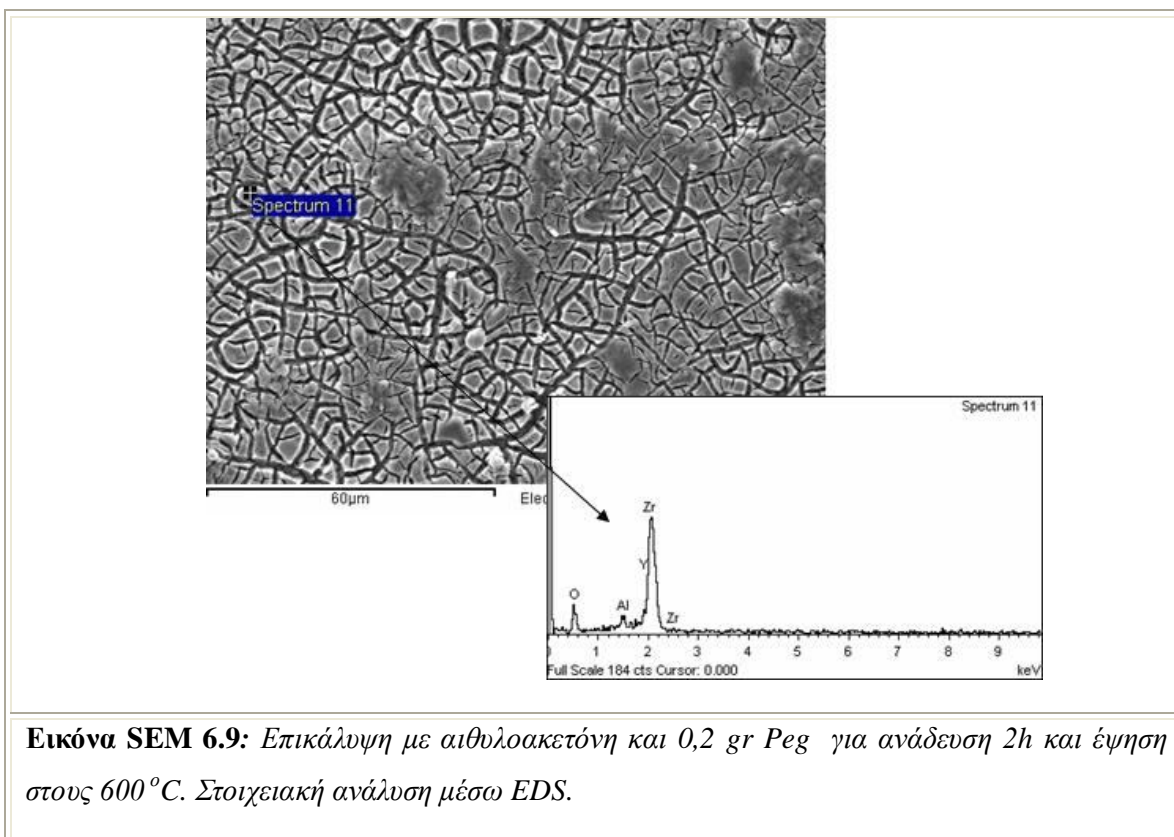 Spectrum 11
60µm
Elec
Spectrum 11
Zr
Y
O
Al
Zr
1 2 3 4 5 6 7 8 9
Full Scale 184 cts Cursor: 0.000 keV
Εικόνα SEM 6.9: Επικάλυψη με αιθυλοακετόνη και 0,2 gr Peg για ανάδευση 2h και έψηση
στους 600°C. Στοιχειακή ανάλυση μέσω EDS.